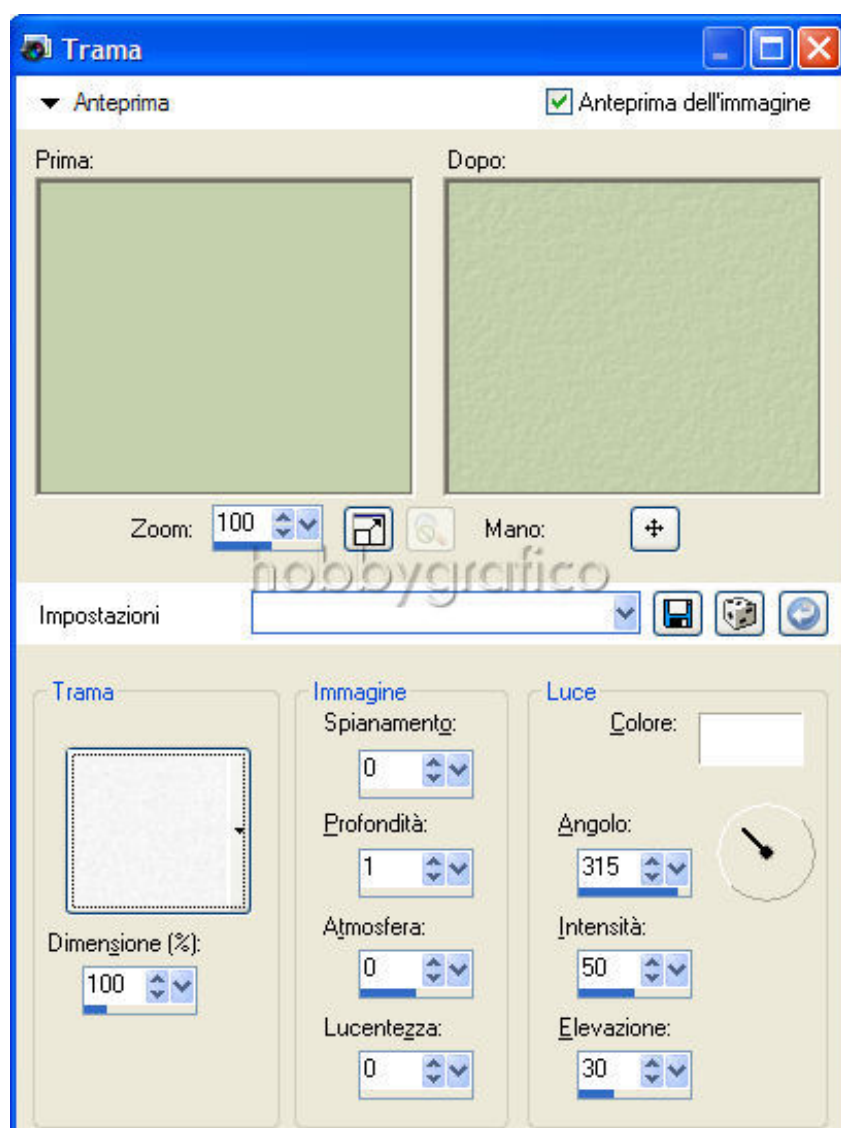 Trama
Anteprima
Anteprima dell'immagine
Prima:
Dopo:
Zoom: 100
Mano:
hobbygrafico
Impostazioni
Trama
Dimensione (%):
100
Immagine
Spianamento:
0
Profondità:
1
Atmosfera:
0
Lucentezza:
0
Luce
Colore:
Angolo:
315
Intensità:
50
Elevazione:
30